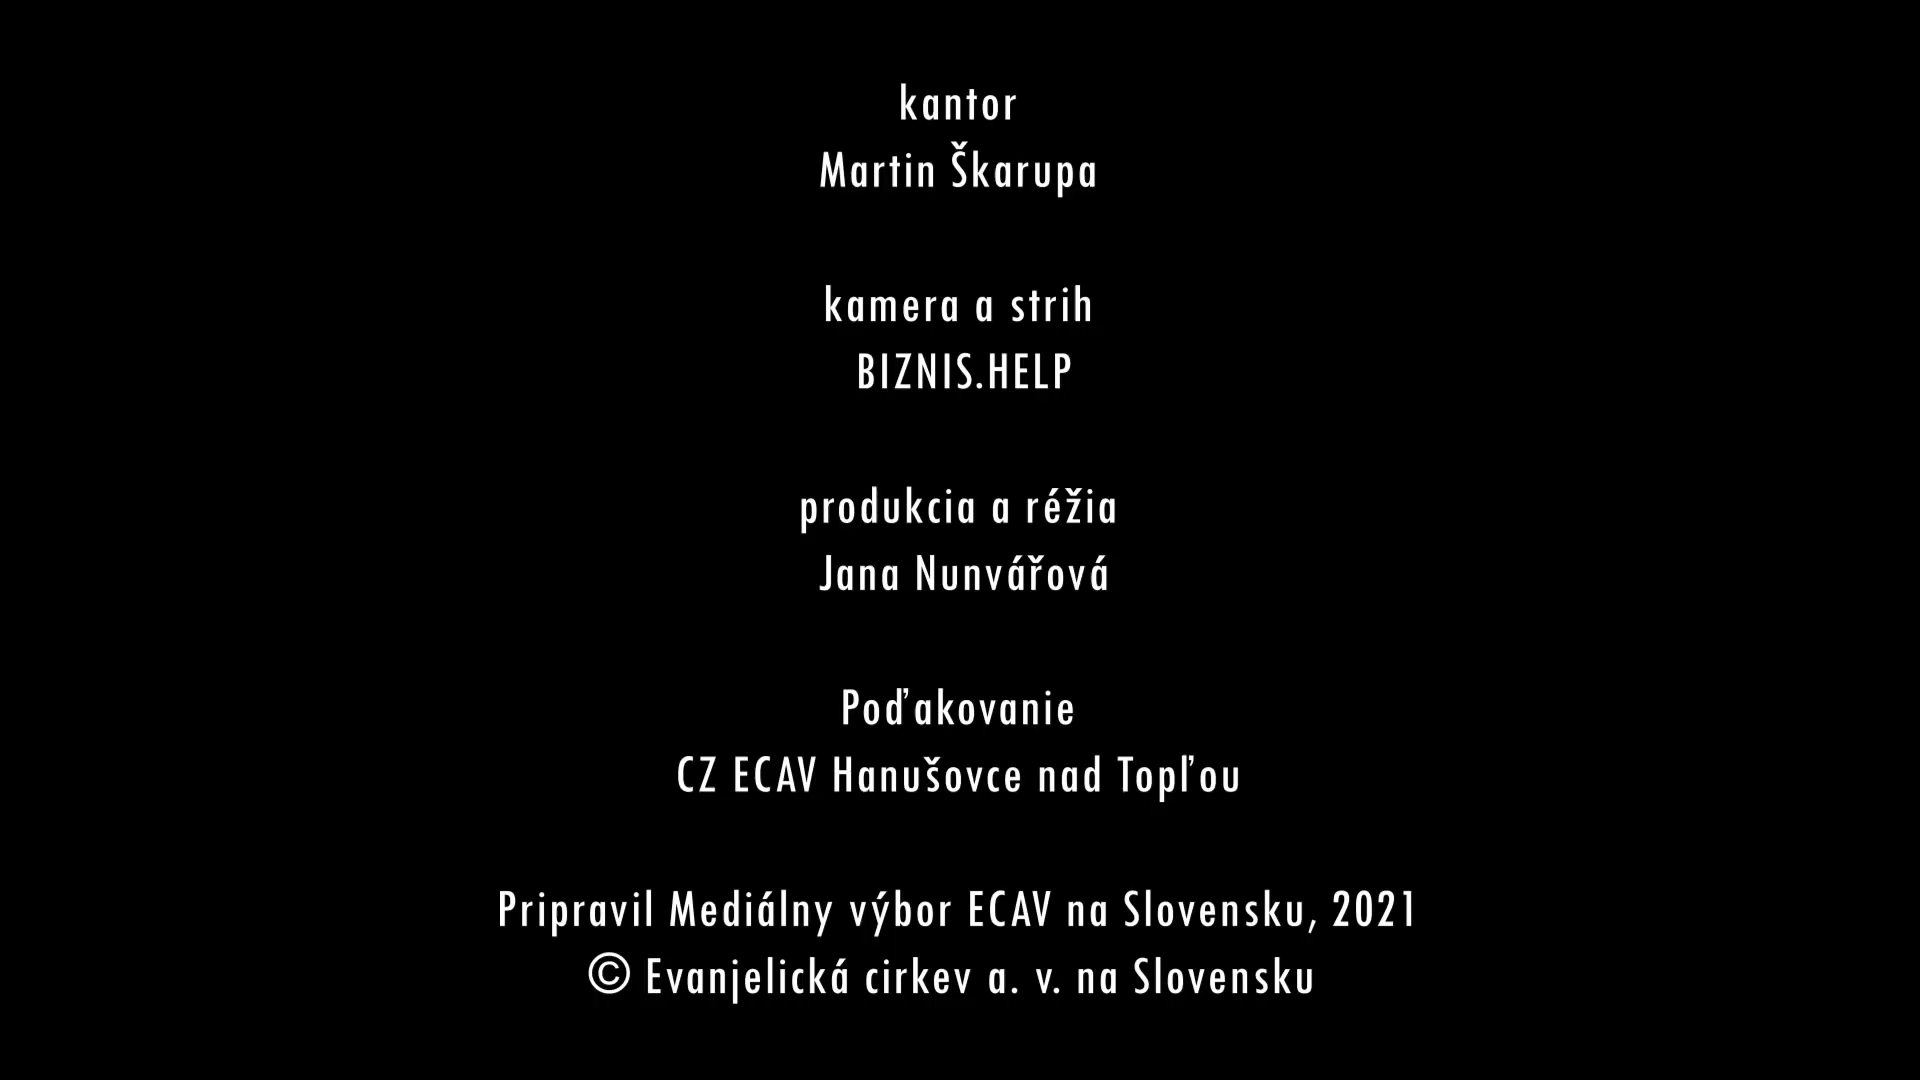 kantor
Martin Škarupa
kamera a strih
BIZNIS.HELP
produkcia a réžia
Jana Nunvářová
Poďakovanie
CZ ECAV Hanušovce nad Topľou
Pripravil Mediálny výbor ECAV na Slovensku, 2021
© Evanjelická cirkev a. v. na Slovensku